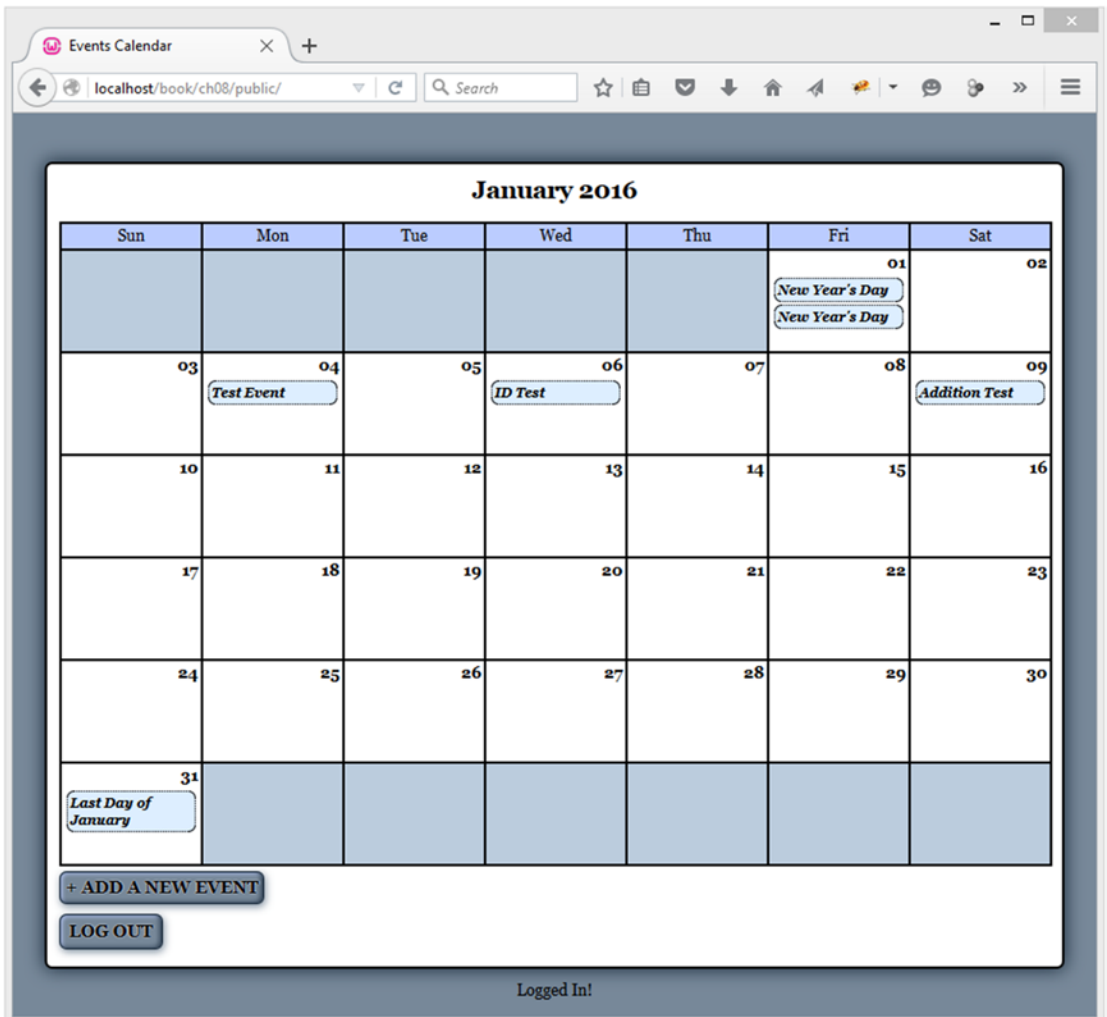 Events Calendar
localhost/book/ch08/public/
Search
January 2016
Sun Mon Tue Wed Thu Fri Sat
01 02
New Year's Day
New Year's Day
03 04 05 06 07 08 09
Test Event ID Test Addition Test
10 11 12 13 14 15 16
17 18 19 20 21 22 23
24 25 26 27 28 29 30
31
Last Day of
January
+ ADD A NEW EVENT
LOG OUT
Logged In!